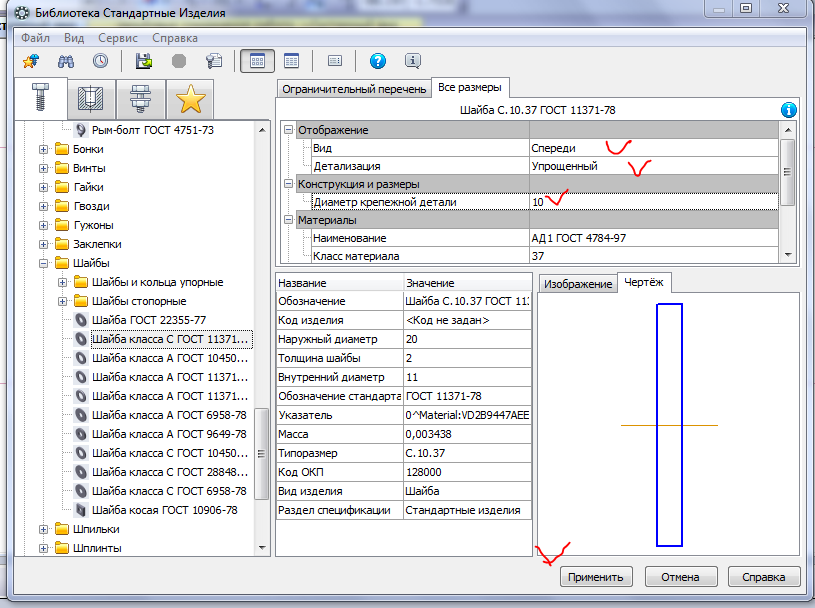 Библиотека Стандартные Изделия
Файл Вид Сервис Справка
Ограничительный перечень Все размеры
Шайба C.10.37 ГОСТ 11371-78
Отображение
Вид Спереди
Детализация Упрощенный
Конструкция и размеры
Диаметр крепежной детали 10
Материалы
Наименование АД1 ГОСТ 4784-97
Класс материала 37
Рым-болт ГОСТ 4751-73
Бонки
Винты
Гайки
Гвозди
Гужоны
Заклепки
Шайбы
Шайбы и кольца упорные
Шайбы стопорные
Шайба ГОСТ 22355-77
Шайба класса C ГОСТ 11371...
Шайба класса А ГОСТ 10450...
Шайба класса А ГОСТ 11371...
Шайба класса А ГОСТ 11371...
Шайба класса А ГОСТ 6958-78
Шайба класса А ГОСТ 9649-78
Шайба класса C ГОСТ 10450...
Шайба класса C ГОСТ 28848...
Шайба класса C ГОСТ 6958-78
Шайба косая ГОСТ 10906-78
Шпильки
Шплинты
Название Значение
Обозначение Шайба C.10.37 ГОСТ 11
Код изделия <Код не задан>
Наружный диаметр 20
Толщина шайбы 2
Внутренний диаметр 11
Обозначение стандарта ГОСТ 11371-78
Указатель 0^Material:VD2B9447AEE
Масса 0,003438
Типоразмер C.10.37
Код ОКП 128000
Вид изделия Шайба
Раздел спецификации Стандартные изделия
Изображение Чертёж
Применить Отмена Справка